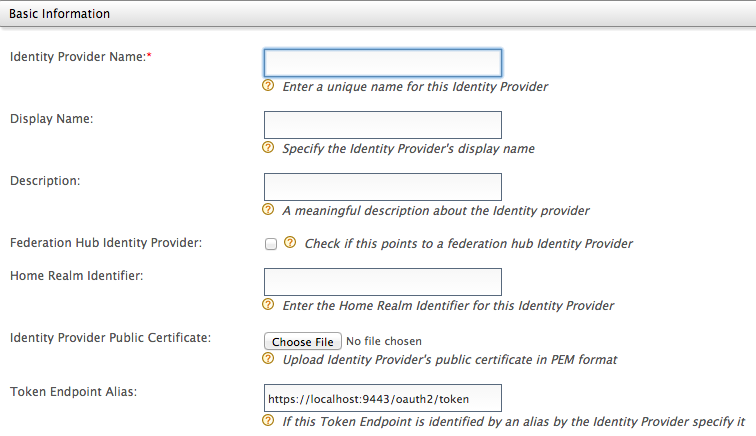 Basic Information
Identity Provider Name:*
? Enter a unique name for this Identity Provider
Display Name:
? Specify the Identity Provider's display name
Description:
? A meaningful description about the Identity provider
Federation Hub Identity Provider: ? Check if this points to a federation hub Identity Provider
Home Realm Identifier:
? Enter the Home Realm Identifier for this Identity Provider
Identity Provider Public Certificate: Choose File No file chosen
? Upload Identity Provider's public certificate in PEM format
Token Endpoint Alias: https://localhost:9443/oauth2/token
? If this Token Endpoint is identified by an alias by the Identity Provider specify it